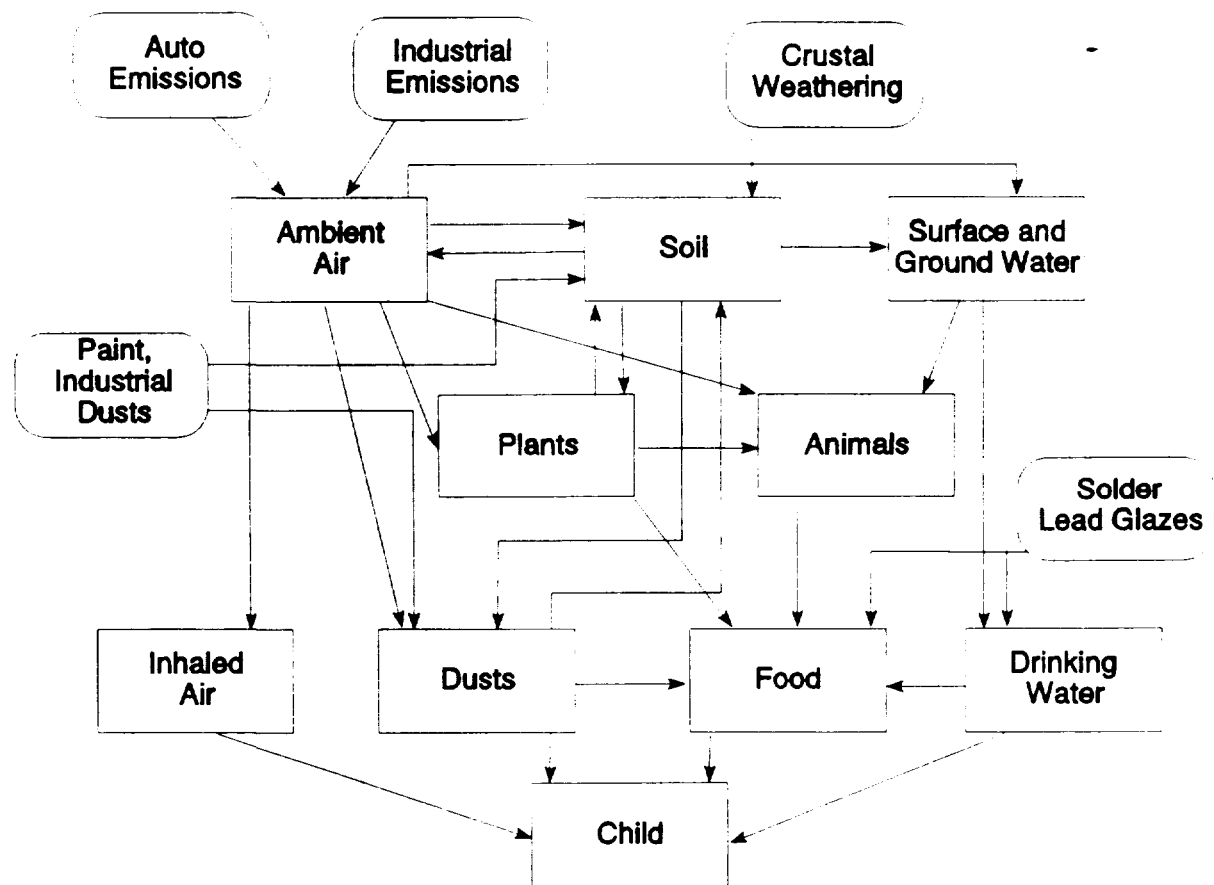 Auto
Emissions
Industrial
Emissions
Crustal
Weathering
Ambient
Air
Soil
Surface and
Ground Water
Paint,
Industrial
Dusts
Plants
Animals
Solder
Lead Glazes
Inhaled
Air
Dusts
Food
Drinking
Water
Child